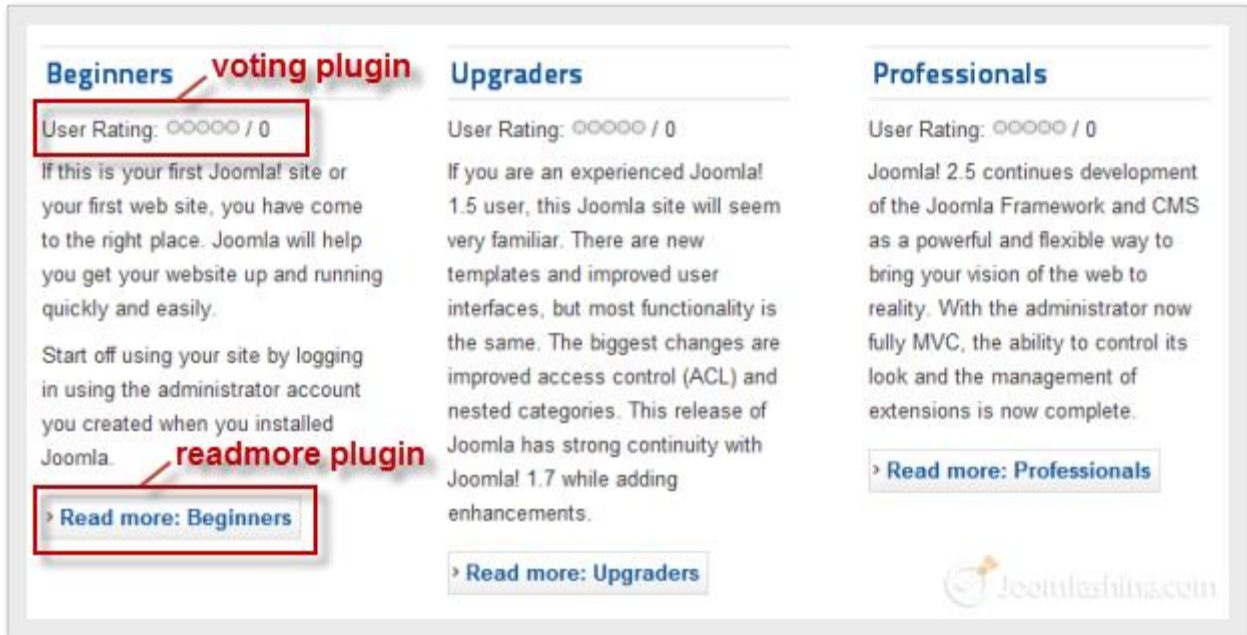 Beginners
voting plugin
User Rating: / 0
If this is your first Joomla! site or
your first web site, you have come
to the right place. Joomla will help
you get your website up and running
quickly and easily.
Start off using your site by logging
in using the administrator account
you created when you installed
Joomla.
readmore plugin
Read more: Beginners
Upgraders
User Rating: / 0
If you are an experienced Joomla!
1.5 user, this Joomla site will seem
very familiar. There are new
templates and improved user
interfaces, but most functionality is
the same. The biggest changes are
improved access control (ACL) and
nested categories. This release of
Joomla has strong continuity with
Joomla! 1.7 while adding
enhancements.
Read more: Upgraders
Professionals
User Rating: / 0
Joomla! 2.5 continues development
of the Joomla Framework and CMS
as a powerful and flexible way to
bring your vision of the web to
reality. With the administrator now
fully MVC, the ability to control its
look and the management of
extensions is now complete.
Read more: Professionals
Joomlashine.com